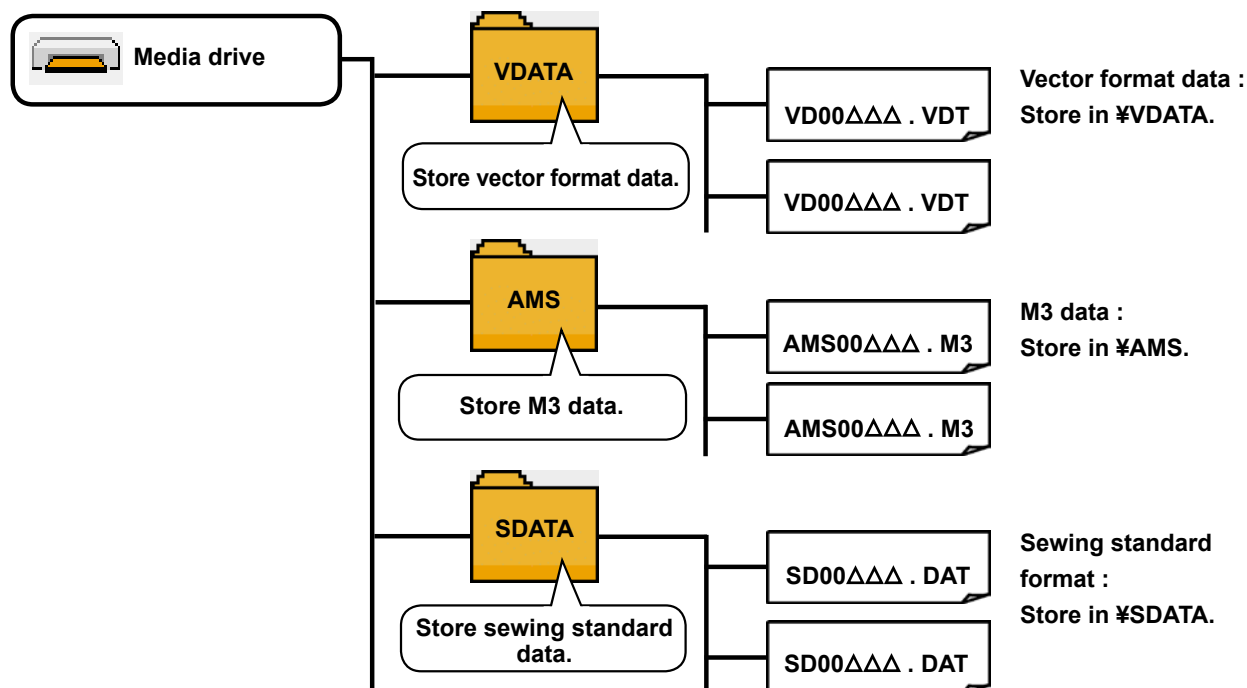 Media drive
VDATA
Store vector format data.
VD00△△△ . VDT
VD00△△△ . VDT
Vector format data :
Store in ¥VDATA.
AMS
Store M3 data.
AMS00△△△ . M3
AMS00△△△ . M3
M3 data :
Store in ¥AMS.
SDATA
Store sewing standard
data.
SD00△△△ . DAT
SD00△△△ . DAT
Sewing standard
format :
Store in ¥SDATA.